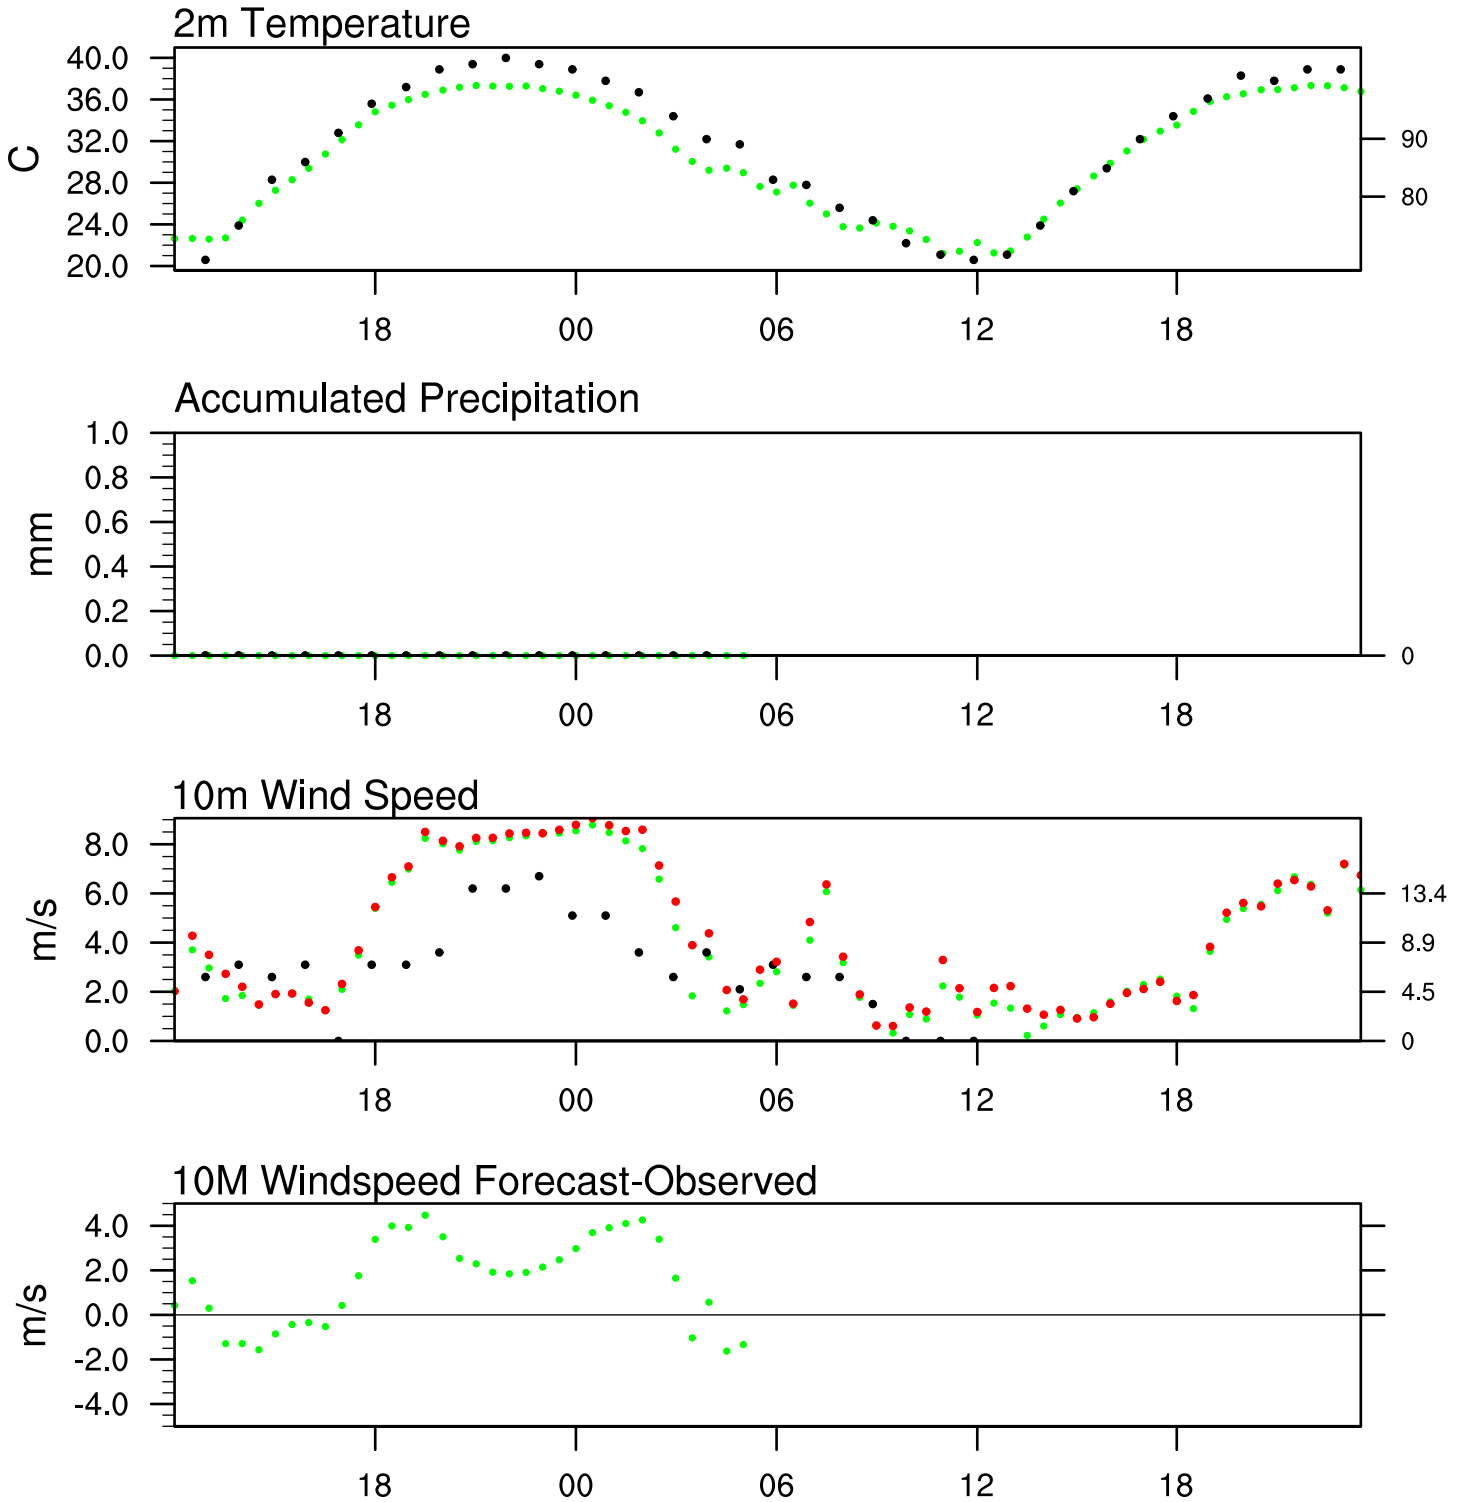 2m Temperature
40.0
36.0
32.0
28.0
24.0
20.0
C
90
80
18 00 06 12 18
Accumulated Precipitation
1.0
0.8
0.6
0.4
0.2
0.0
mm
0
18 00 06 12 18
10m Wind Speed
8.0
6.0
4.0
2.0
0.0
m/s
13.4
8.9
4.5
0
18 00 06 12 18
10M Windspeed Forecast-Observed
4.0
2.0
0.0
-2.0
-4.0
m/s
18 00 06 12 18